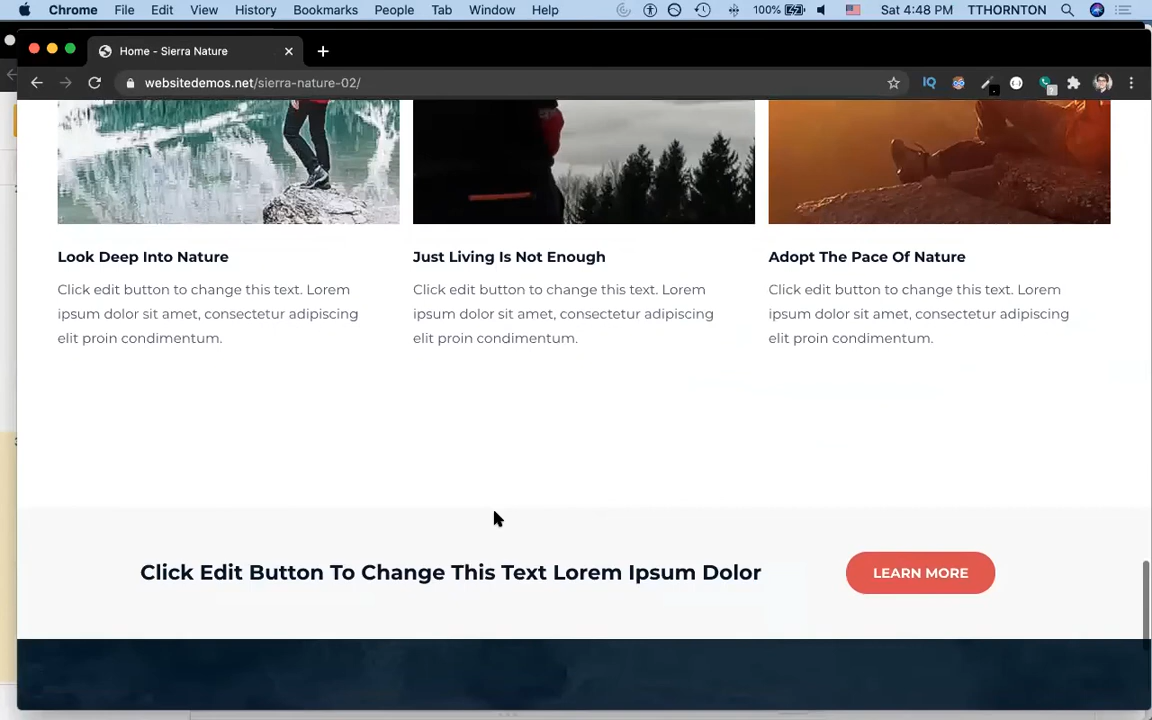 Chrome File Edit View History Bookmarks People Tab Window Help 100% Sat 4:48 PM TTHORNTON
Home - Sierra Nature
websitedemos.net/sierra-nature-02/
Look Deep Into Nature
Click edit button to change this text. Lorem
ipsum dolor sit amet, consectetur adipiscing
elit proin condimentum.
Just Living Is Not Enough
Click edit button to change this text. Lorem
ipsum dolor sit amet, consectetur adipiscing
elit proin condimentum.
Adopt The Pace Of Nature
Click edit button to change this text. Lorem
ipsum dolor sit amet, consectetur adipiscing
elit proin condimentum.
Click Edit Button To Change This Text Lorem Ipsum Dolor
LEARN MORE